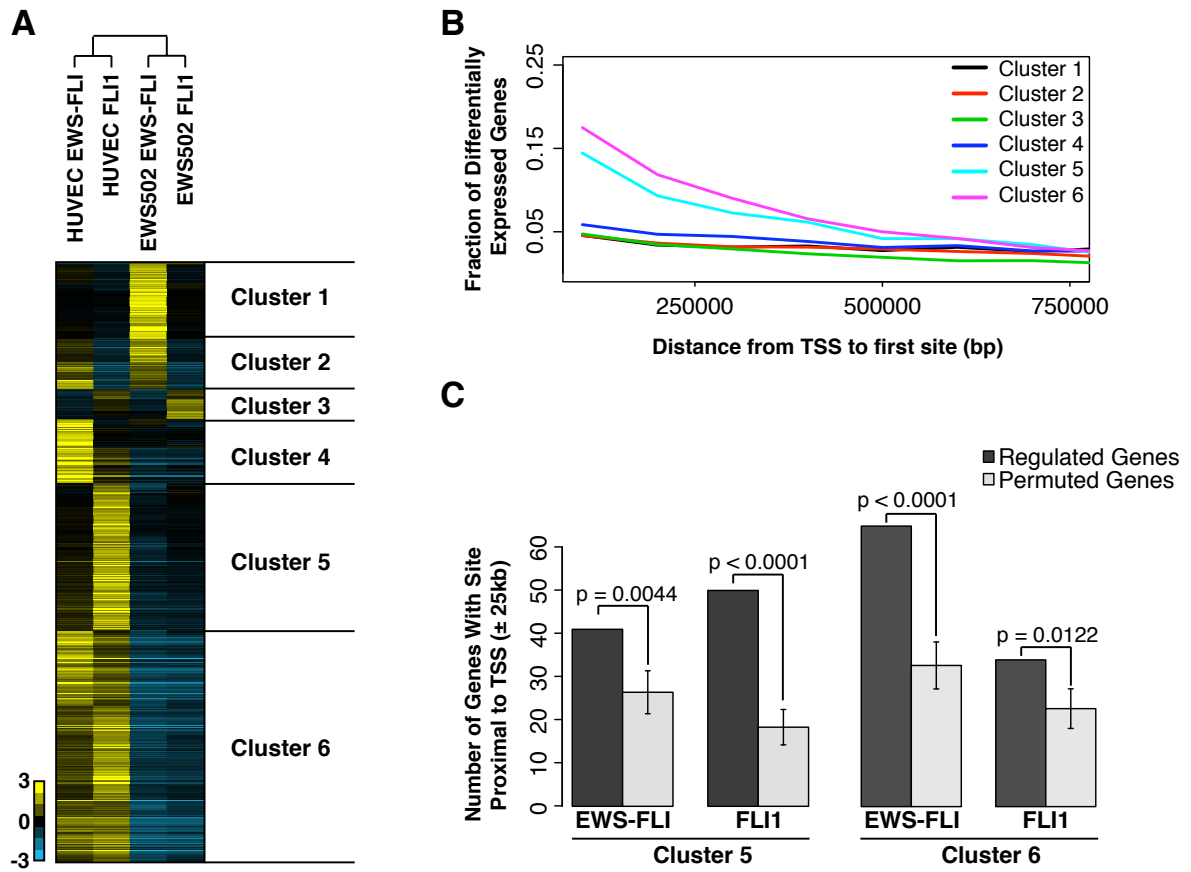 A
HUVEC EWS-FLI
HUVEC FLI1
EWS502 EWS-FLI
EWS502 FLI1
Cluster 1
Cluster 2
Cluster 3
Cluster 4
Cluster 5
Cluster 6
3
0
-3
B
Fraction of Differentially
Expressed Genes
0.25
0.15
0.05
Cluster 1
Cluster 2
Cluster 3
Cluster 4
Cluster 5
Cluster 6
250000 500000 750000
Distance from TSS to first site (bp)
C
Regulated Genes
Permuted Genes
Number of Genes With Site
Proximal to TSS (± 25kb)
60
50
40
30
20
10
0
p = 0.0044
p < 0.0001
p < 0.0001
p = 0.0122
EWS-FLI FLI1 EWS-FLI FLI1
Cluster 5 Cluster 6